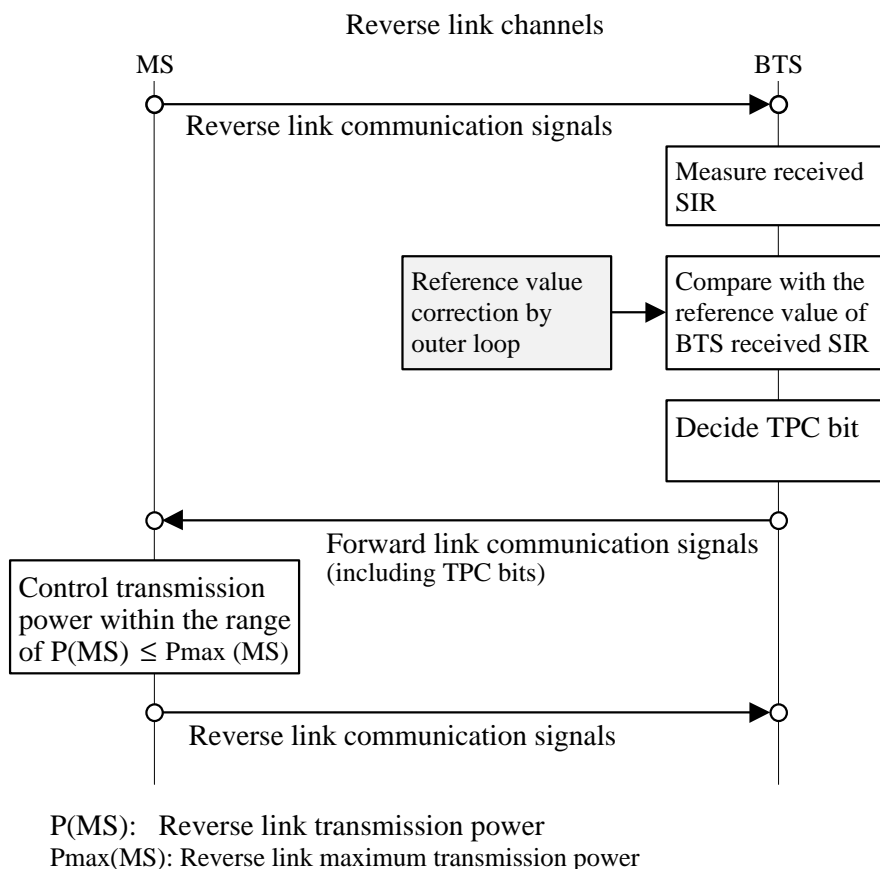 Reverse link channels
MS
BTS
Reverse link communication signals
Measure received
SIR
Reference value
correction by
outer loop
Compare with the
reference value of
BTS received SIR
Decide TPC bit
Forward link communication signals
(including TPC bits)
Control transmission
power within the range
of P(MS) ≤ Pmax (MS)
Reverse link communication signals
P(MS): Reverse link transmission power
Pmax(MS): Reverse link maximum transmission power